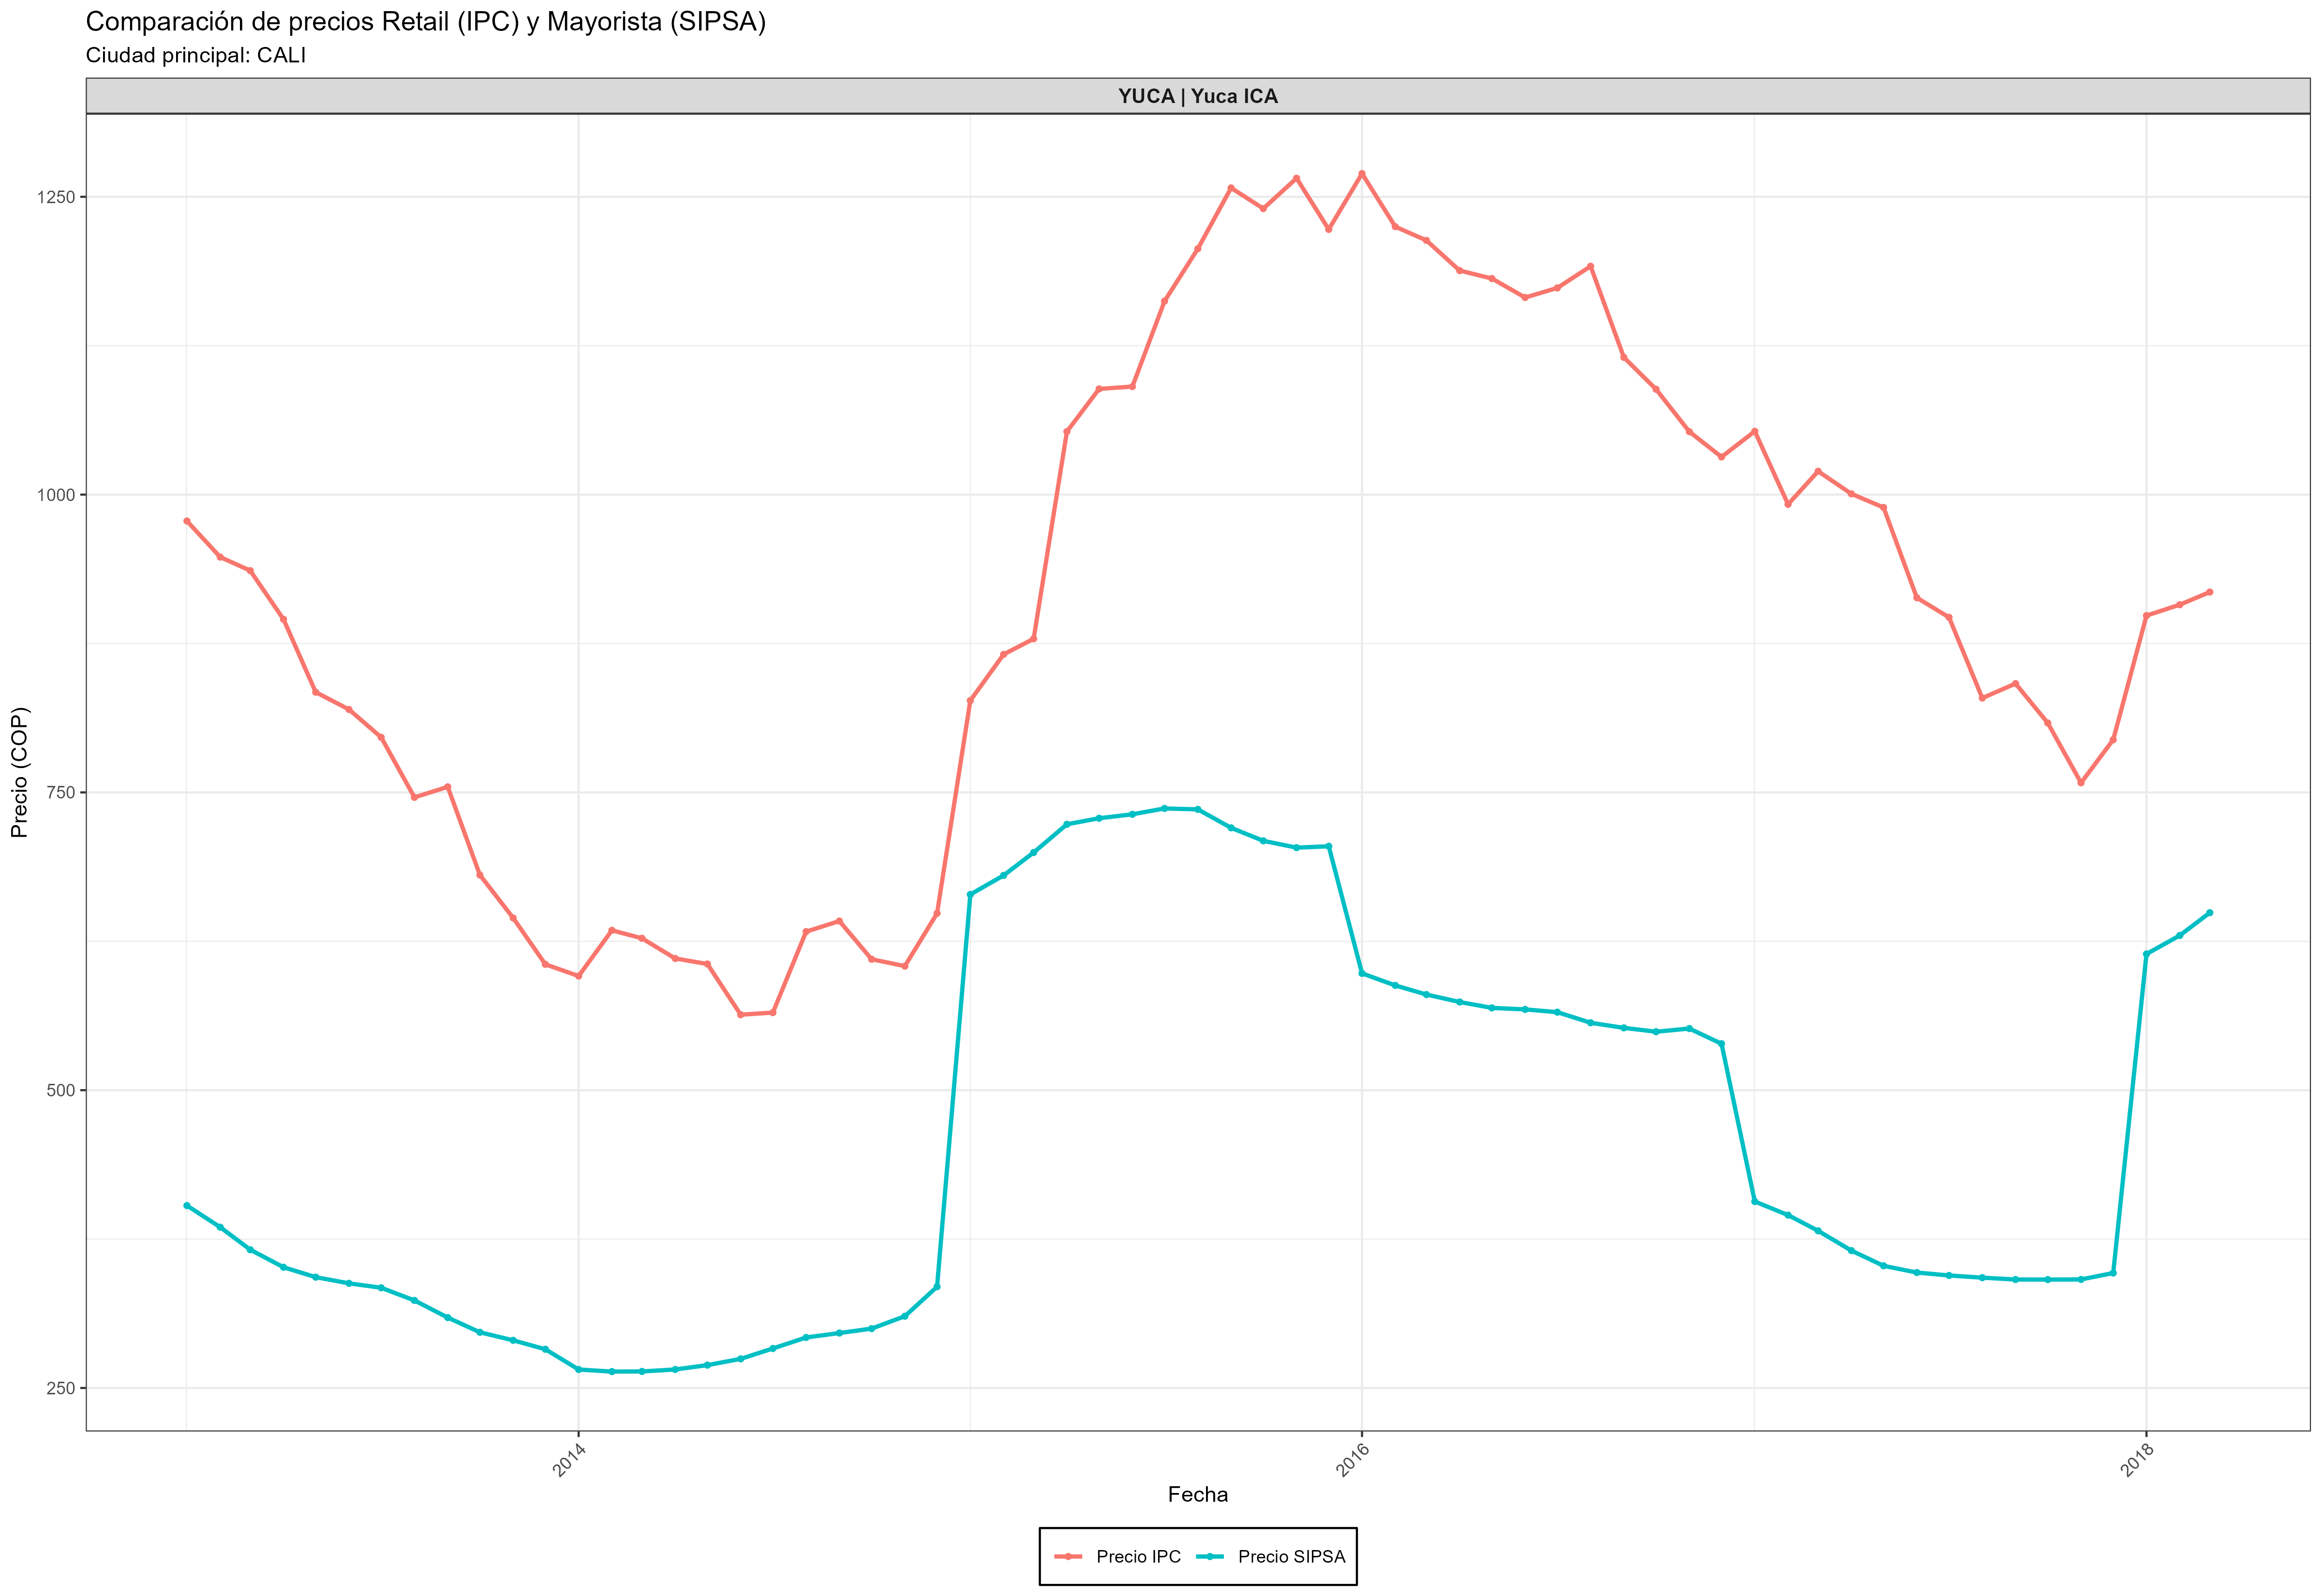 Comparación de precios Retail (IPC) y Mayorista (SIPSA)
Ciudad principal: CALI
YUCA | Yuca ICA
1250
1000
750
500
250
Precio (COP)
2014
2016
2018
Fecha
Precio IPC
Precio SIPSA